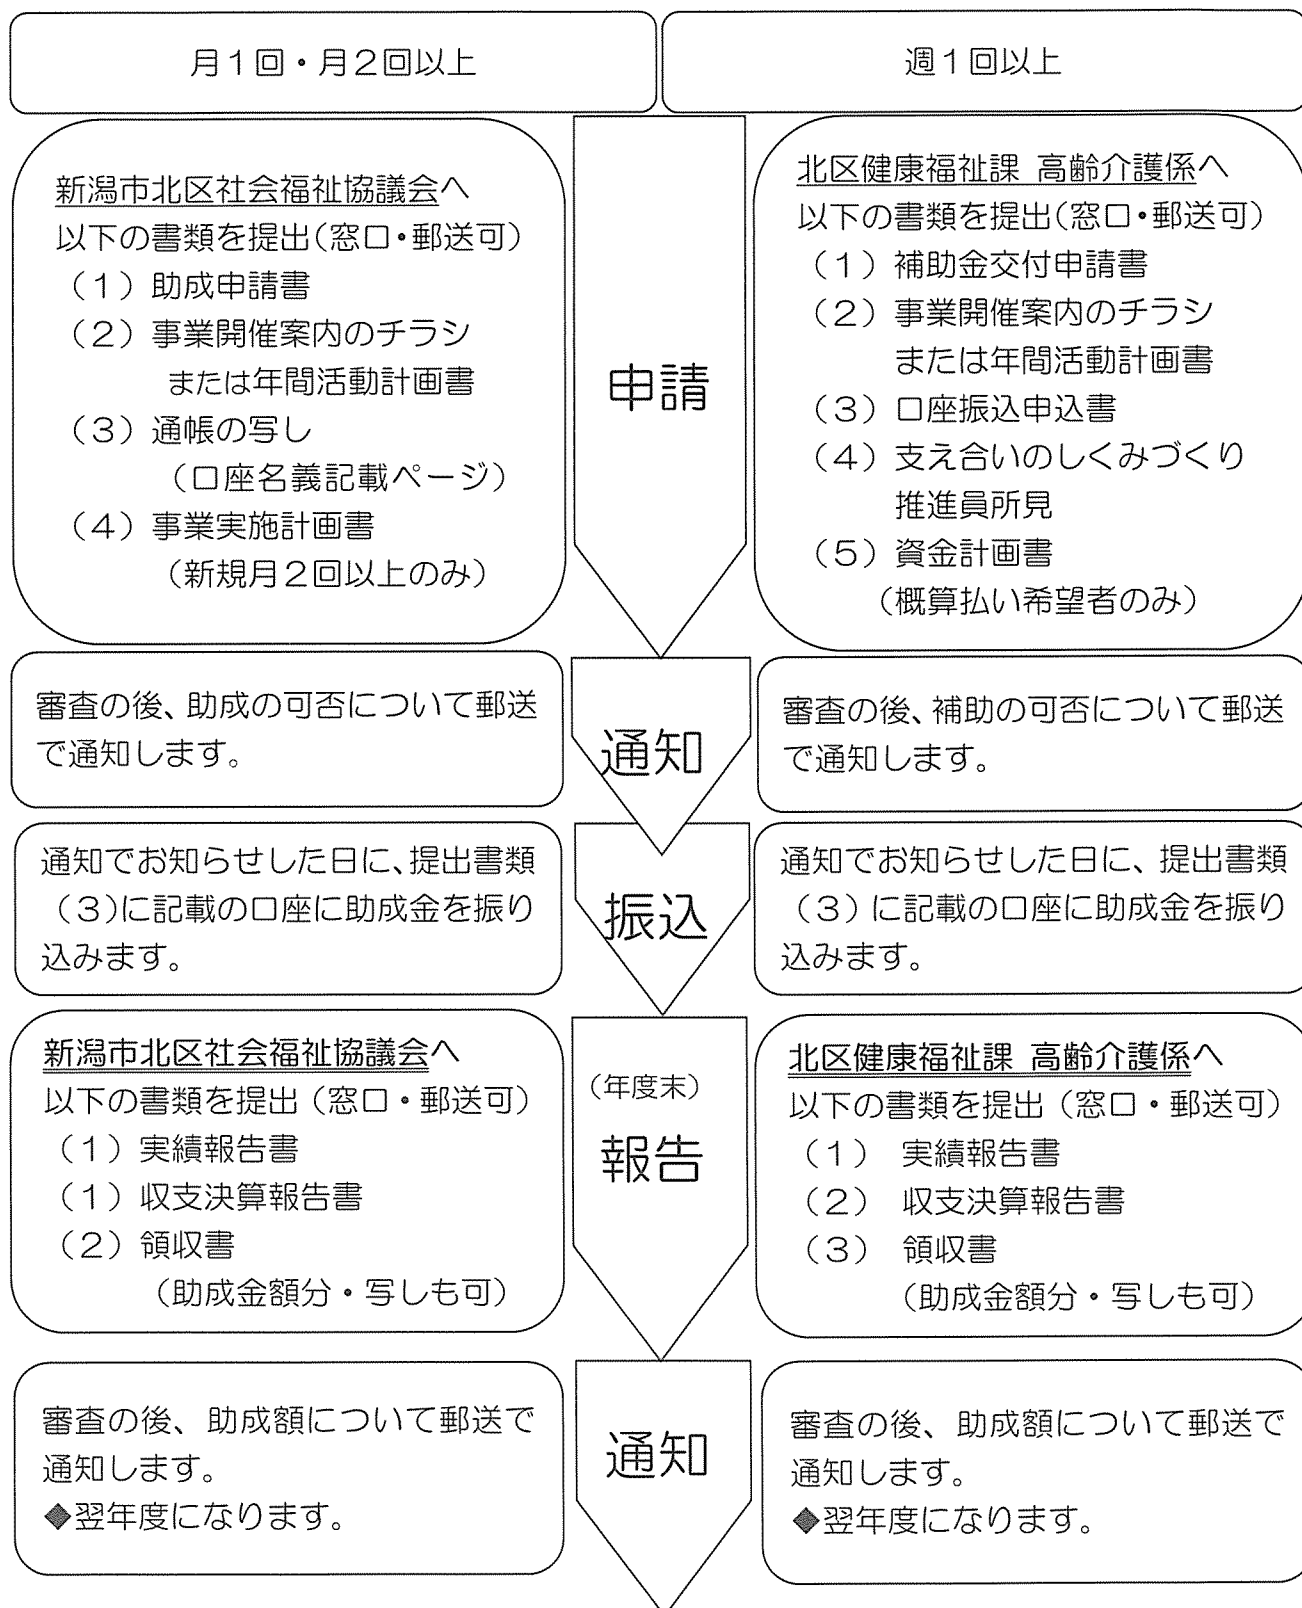 月1回・月2回以上
週1回以上
新潟市北区社会福祉協議会へ
以下の書類を提出(窓口・郵送可)
(1)助成申請書
(2)事業開催案内のチラシ
または年間活動計画書
(3)通帳の写し
(口座名義記載ページ)
(4)事業実施計画書
(新規月2回以上のみ)
申請
北区健康福祉課 高齢介護係へ
以下の書類を提出(窓口・郵送可)
(1)補助金交付申請書
(2)事業開催案内のチラシ
または年間活動計画書
(3)口座振込申込書
(4)支え合いのしくみづくり
推進員所見
(5)資金計画書
(概算払い希望者のみ)
審査の後、助成の可否について郵送
で通知します。
通知
審査の後、補助の可否について郵送
で通知します。
通知でお知らせした日に、提出書類
(3)に記載の口座に助成金を振り
込みます。
振込
通知でお知らせした日に、提出書類
(3)に記載の口座に助成金を振り
込みます。
新潟市北区社会福祉協議会へ
以下の書類を提出(窓口・郵送可)
(1)実績報告書
(1)収支決算報告書
(2)領収書
(助成金額分・写しも可)
(年度末)
報告
北区健康福祉課 高齢介護係へ
以下の書類を提出(窓口・郵送可)
(1) 実績報告書
(2) 収支決算報告書
(3) 領収書
(助成金額分・写しも可)
審査の後、助成額について郵送で
通知します。
◆翌年度になります。
通知
審査の後、助成額について郵送で
通知します。
◆翌年度になります。